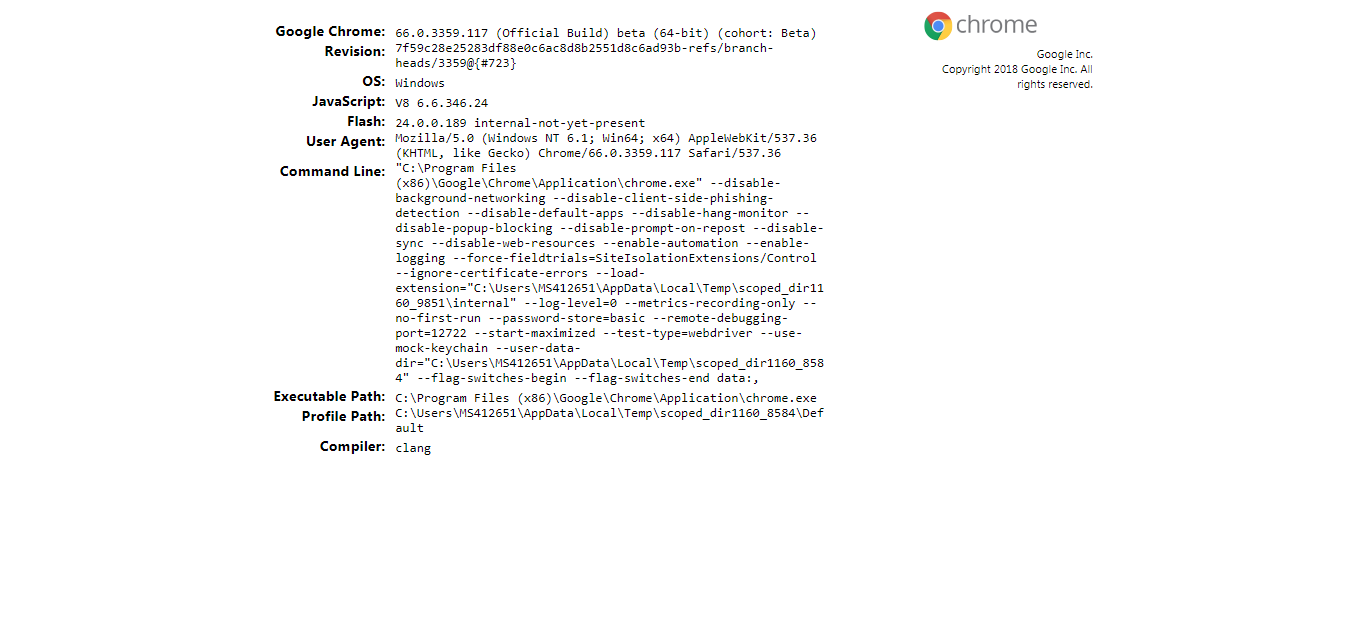 Google Chrome: 66.0.3359.117 (Official Build) beta (64-bit) (cohort: Beta)
Revision: 7f59c28e25283df88e0c6ac8d8b2551d8c6ad93b-refs/branch-
heads/3359@{#723}
OS: Windows
JavaScript: V8 6.6.346.24
Flash: 24.0.0.189 internal-not-yet-present
User Agent: Mozilla/5.0 (Windows NT 6.1; Win64; x64) AppleWebKit/537.36
(KHTML, like Gecko) Chrome/66.0.3359.117 Safari/537.36
Command Line: "C:\Program Files
(x86)\Google\Chrome\Application\chrome.exe" --disable-
background-networking --disable-client-side-phishing-
detection --disable-default-apps --disable-hang-monitor --
disable-popup-blocking --disable-prompt-on-repost --disable-
sync --disable-web-resources --enable-automation --enable-
logging --force-fieldtrials=SiteIsolationExtensions/Control
--ignore-certificate-errors --load-
extension="C:\Users\MS412651\AppData\Local\Temp\scoped_dir11
60_9851\internal" --log-level=0 --metrics-recording-only --
no-first-run --password-store=basic --remote-debugging-
port=12722 --start-maximized --test-type=webdriver --use-
mock-keychain --user-data-
dir="C:\Users\MS412651\AppData\Local\Temp\scoped_dir1160_858
4" --flag-switches-begin --flag-switches-end data:,
Executable Path: C:\Program Files (x86)\Google\Chrome\Application\chrome.exe
Profile Path: C:\Users\MS412651\AppData\Local\Temp\scoped_dir1160_8584\Def
ault
Compiler: clang
chrome
Google Inc.
Copyright 2018 Google Inc. All
rights reserved.